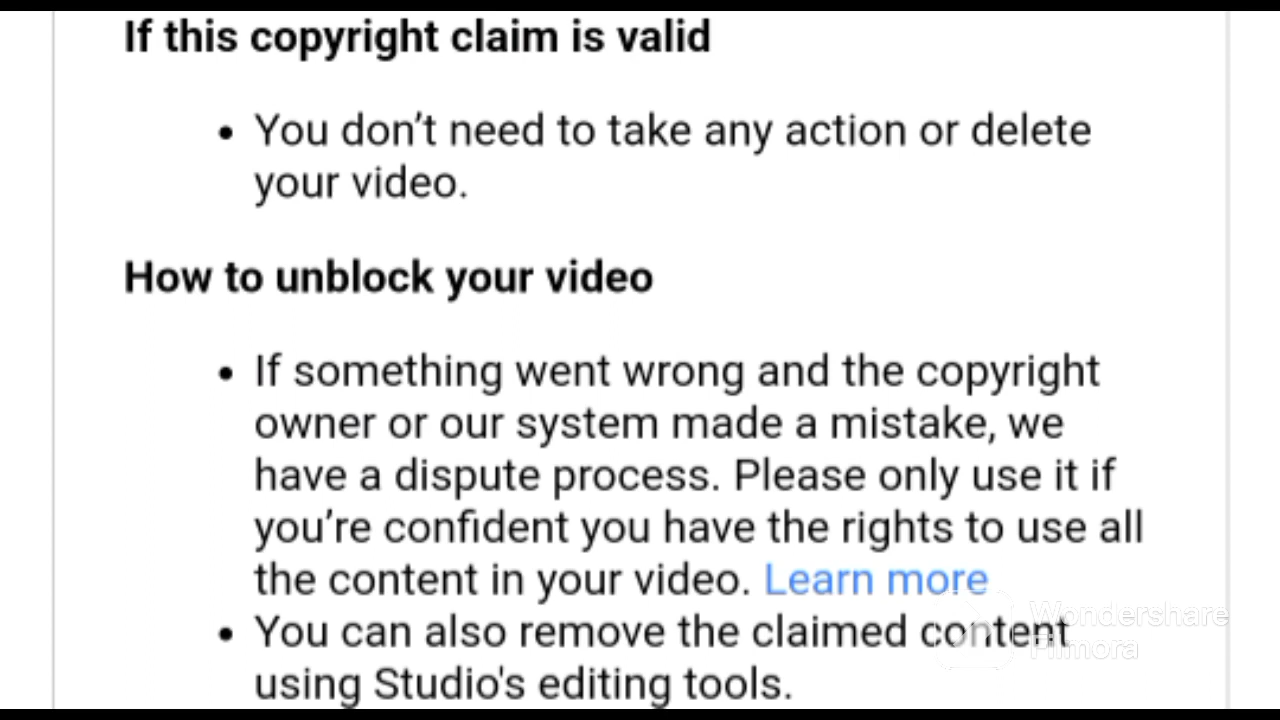 If this copyright claim is valid
• You don’t need to take any action or delete
your video.
How to unblock your video
• If something went wrong and the copyright
owner or our system made a mistake, we
have a dispute process. Please only use it if
you’re confident you have the rights to use all
the content in your video. Learn more
• You can also remove the claimed content
using Studio's editing tools.
Wondershare
Filmora